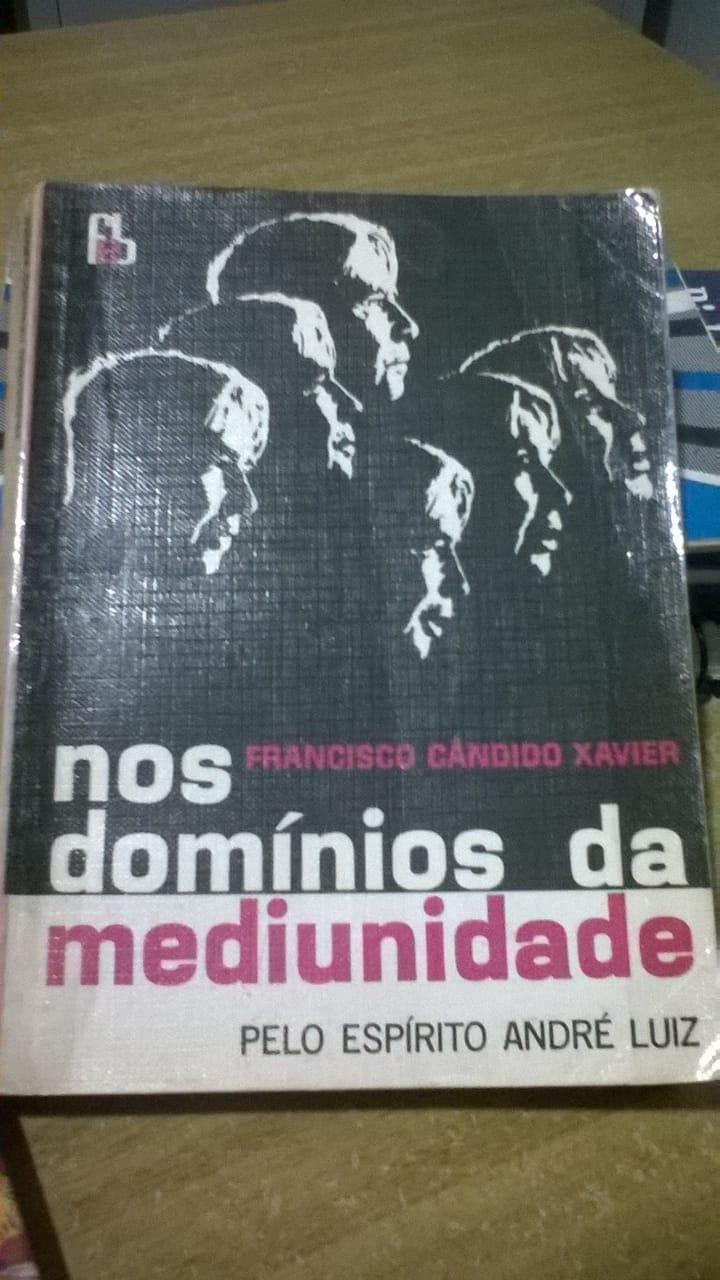 nos FRANCISCO CÂNDIDO XAVIER
domínios da
mediunidade
PELO ESPÍRITO ANDRÉ LUIZ